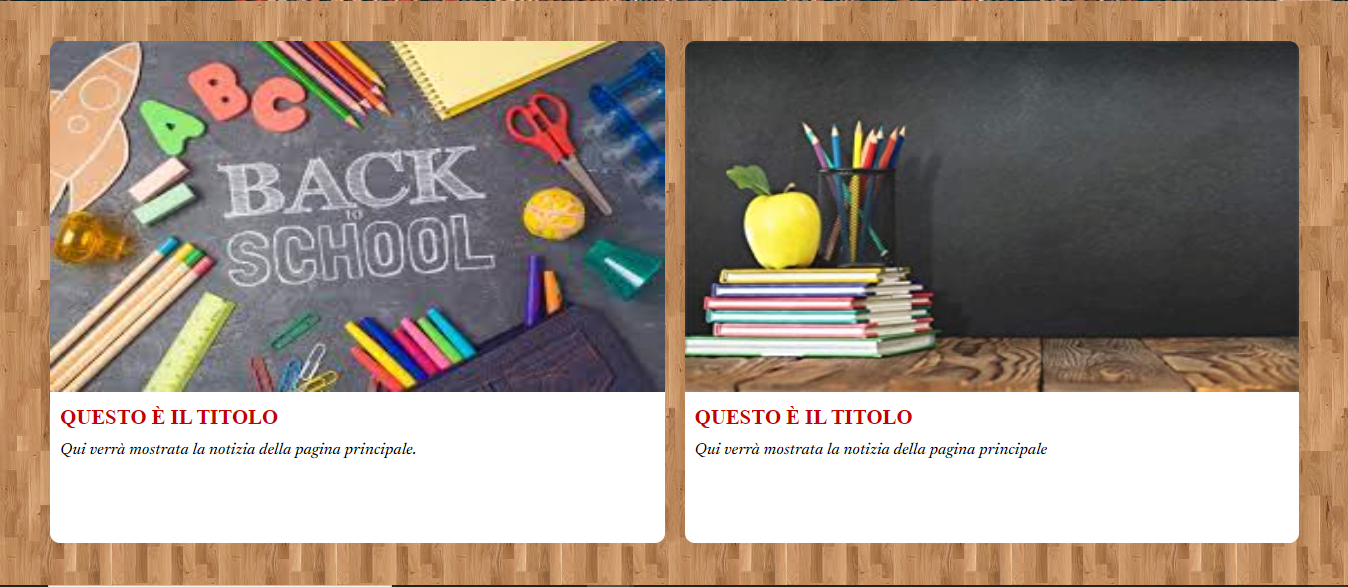 ABC
BACK
TO
SCHOOL
QUESTO È IL TITOLO
Qui verrà mostrata la notizia della pagina principale.
QUESTO È IL TITOLO
Qui verrà mostrata la notizia della pagina principale